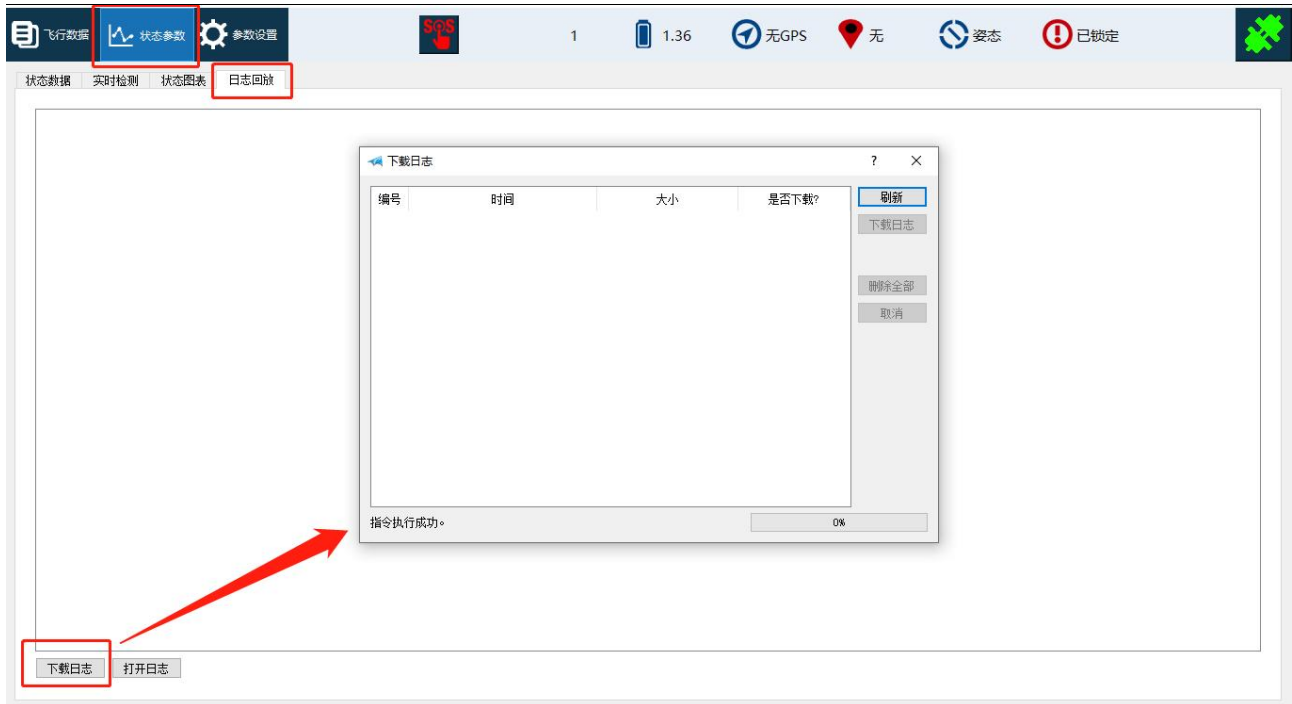 飞行数据 状态参数 参数设置 SOS 1 1.36 无GPS 无 姿态 已锁定
状态数据 实时检测 状态图表 日志回放
下载日志 ?
编号 时间 大小 是否下载? 刷新
下载日志
删除全部
取消
指令执行成功。 0%
下载日志 打开日志